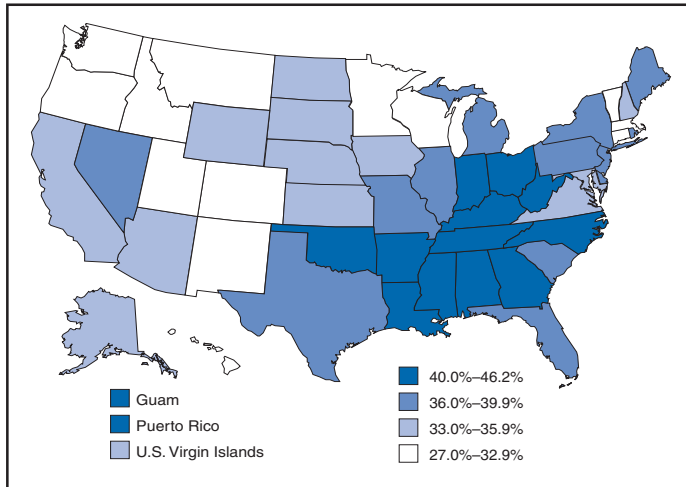 Guam
Puerto Rico
U.S. Virgin Islands
40.0%–46.2%
36.0%–39.9%
33.0%–35.9%
27.0%–32.9%